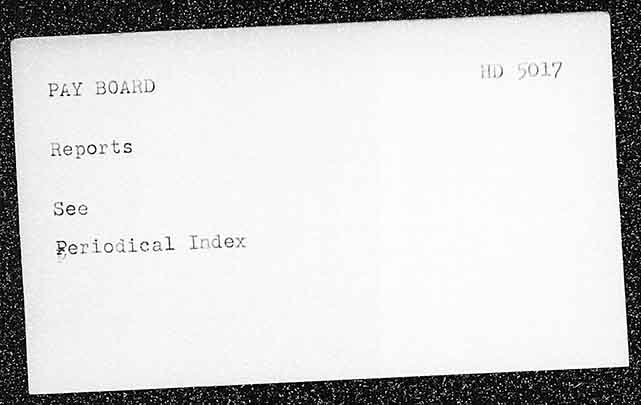 PAY BOARD
HD 5017
Reports
See
Periodical Index